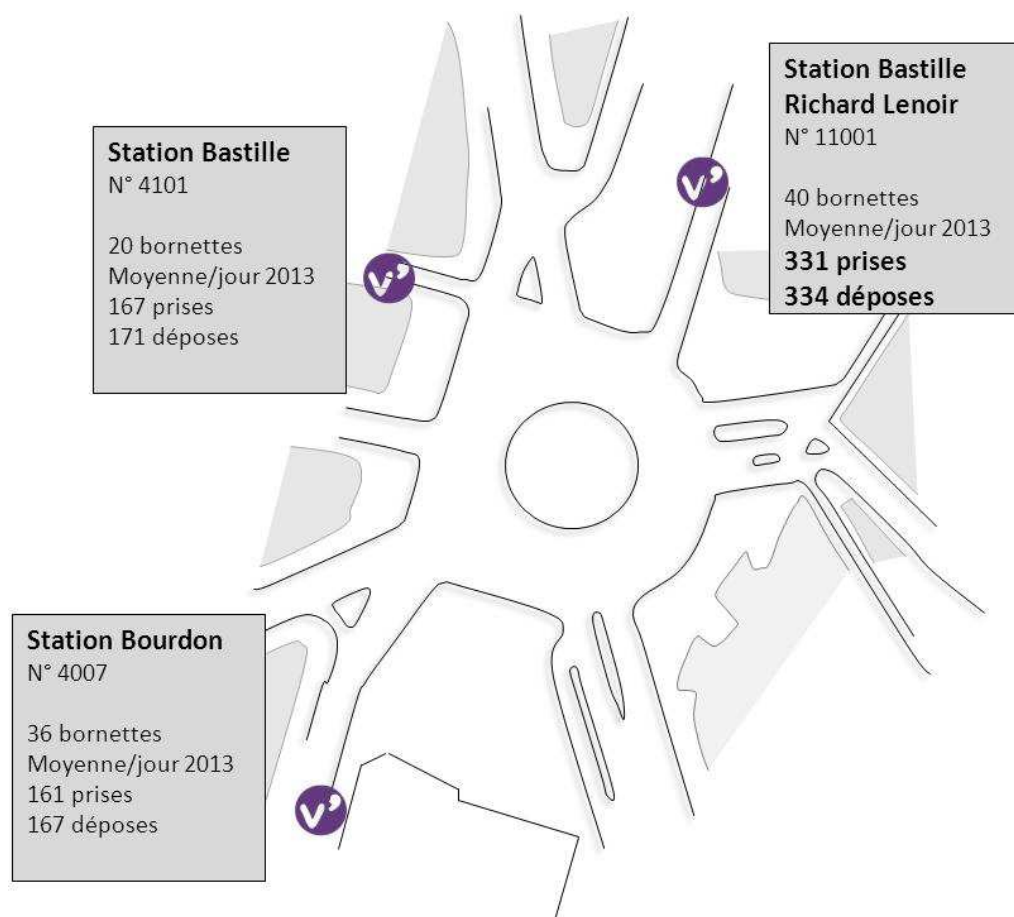 Station Bastille
N° 4101
20 bornettes
Moyenne/jour 2013
167 prises
171 déposes
Station Bastille
Richard Lenoir
N° 11001
40 bornettes
Moyenne/jour 2013
331 prises
334 déposes
Station Bourdon
N° 4007
36 bornettes
Moyenne/jour 2013
161 prises
167 déposes
v'
v'
v'